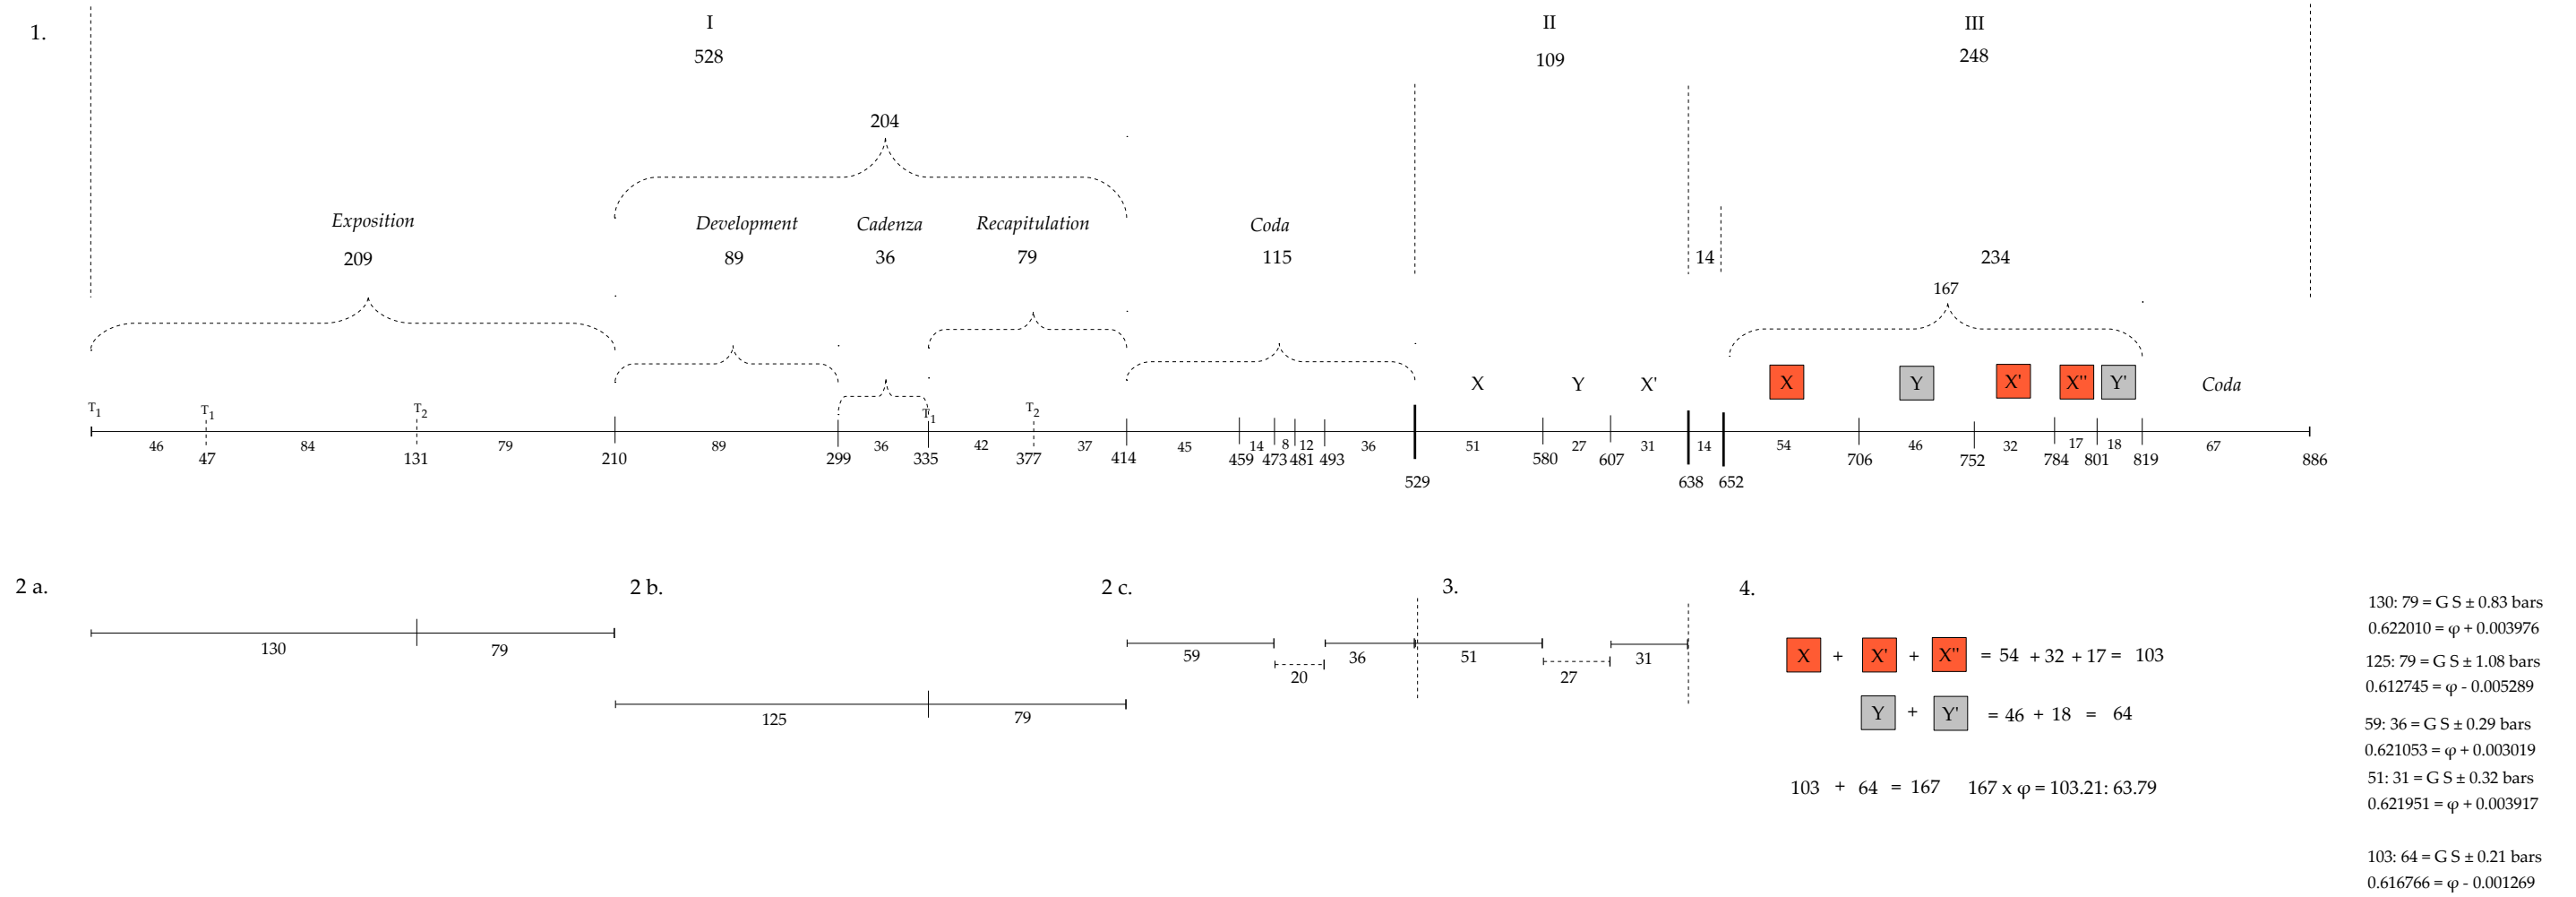 1.
I
II
III
528
109
248
204
Exposition
Development
Cadenza
Recapitulation
Coda
209
89
36
79
115
14
234
167
X
Y
X'
X
Y
X'
X"
Y'
Coda
T1
T1
T2
T1
T2
46
84
79
89
36
42
37
45
14
8
12
36
51
27
31
14
54
46
32
17
18
67
47
131
210
299
335
377
414
459
473
481
493
580
607
706
752
784
801
819
886
529
638
652
2 a.
2 b.
2 c.
3.
4.
130
79
125
79
59
20
36
51
27
31
X + X' + X" = 54 + 32 + 17 = 103
Y + Y' = 46 + 18 = 64
103 + 64 = 167 167 x φ = 103.21: 63.79
130: 79 = G S ± 0.83 bars
0.622010 = φ + 0.003976
125: 79 = G S ± 1.08 bars
0.612745 = φ - 0.005289
59: 36 = G S ± 0.29 bars
0.621053 = φ + 0.003019
51: 31 = G S ± 0.32 bars
0.621951 = φ + 0.003917
103: 64 = G S ± 0.21 bars
0.616766 = φ - 0.001269